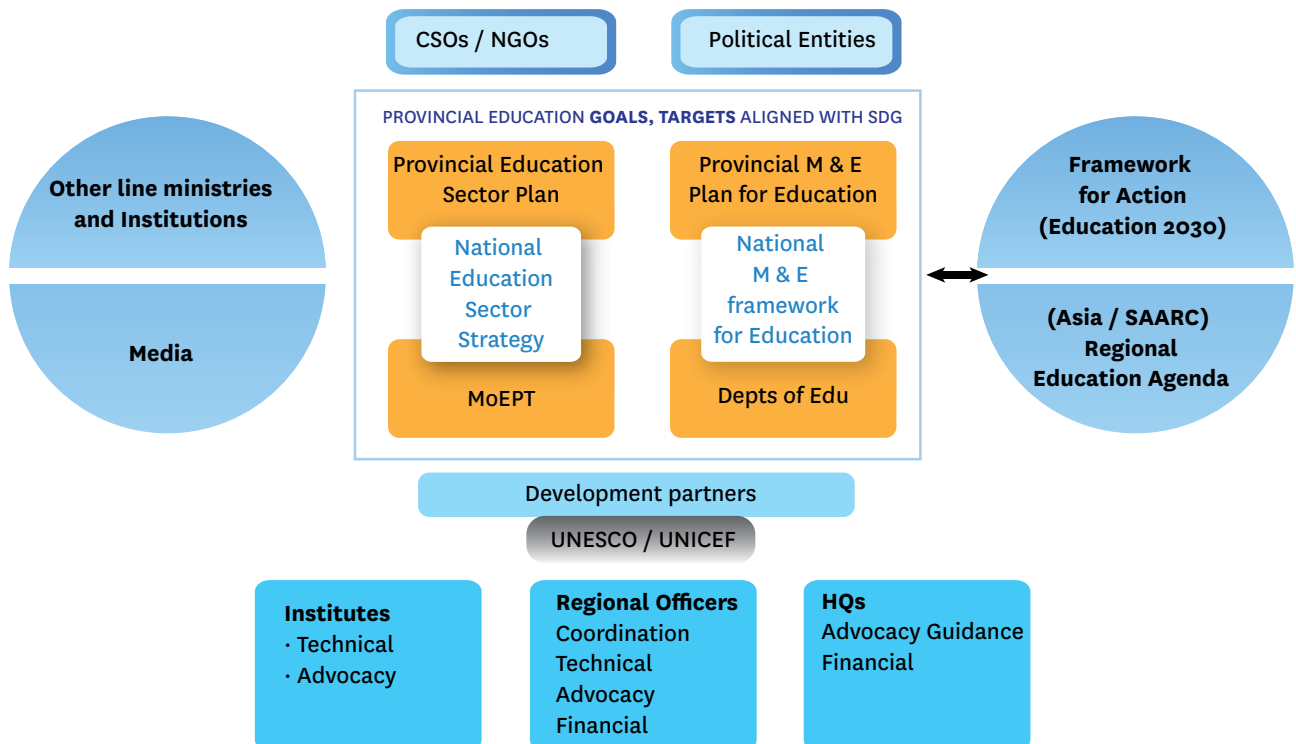 CSOs / NGOs
Political Entities
PROVINCIAL EDUCATION GOALS, TARGETS ALIGNED WITH SDG
Other line ministries
and Institutions
Media
Provincial Education
Sector Plan
National
Education
Sector
Strategy
MoEPT
Provincial M & E
Plan for Education
National
M & E
framework
for Education
Depts of Edu
Framework
for Action
(Education 2030)
(Asia / SAARC)
Regional
Education Agenda
Development partners
UNESCO / UNICEF
Institutes
· Technical
· Advocacy
Regional Officers
Coordination
Technical
Advocacy
Financial
HQs
Advocacy Guidance
Financial